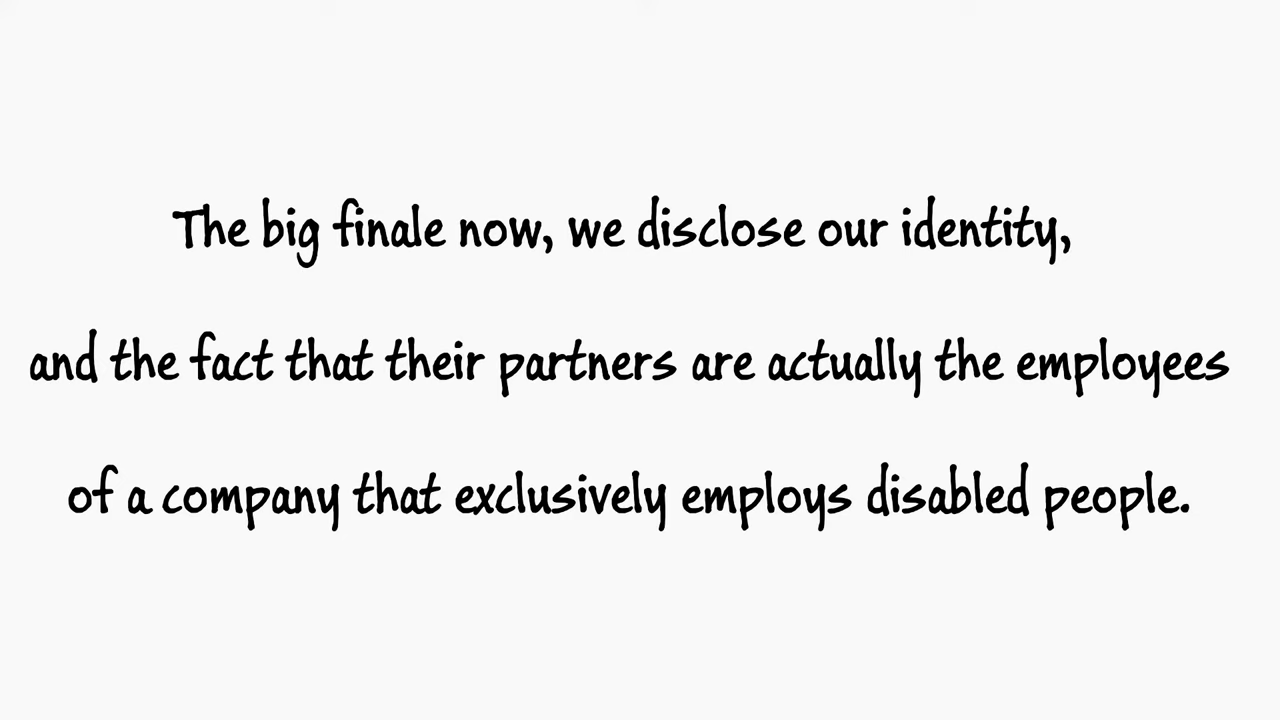 The big finale now, we disclose our identity,
and the fact that their partners are actually the employees
of a company that exclusively employs disabled people.